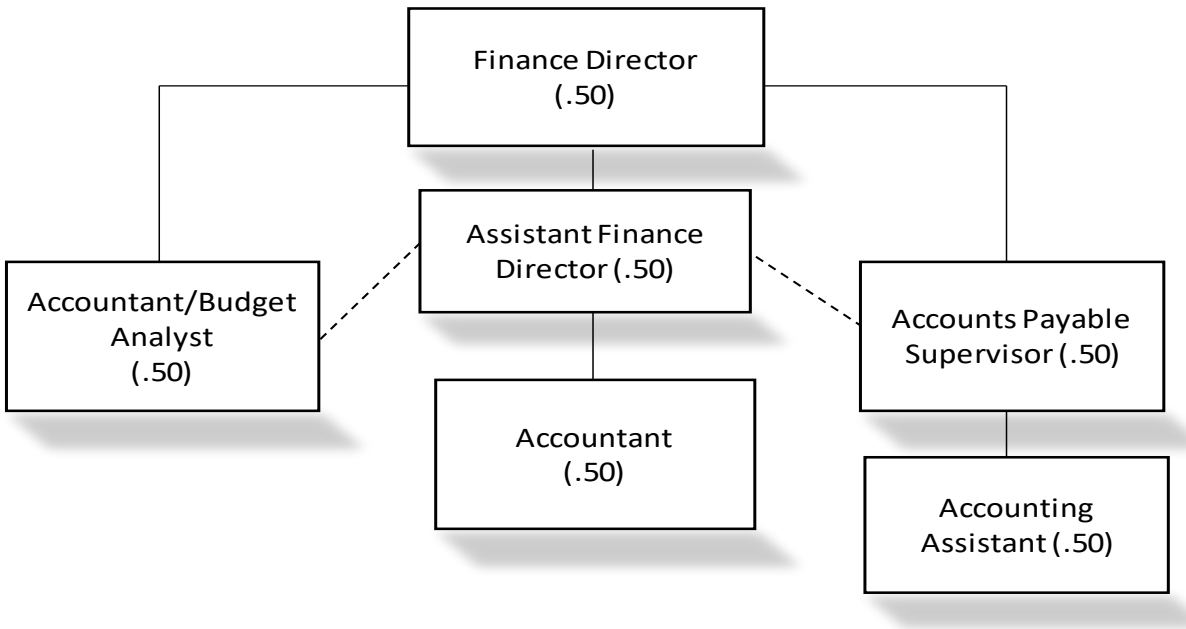 Finance Director
(.50)
Assistant Finance
Director (.50)
Accountant/Budget
Analyst
(.50)
Accounts Payable
Supervisor (.50)
Accountant
(.50)
Accounting
Assistant (.50)